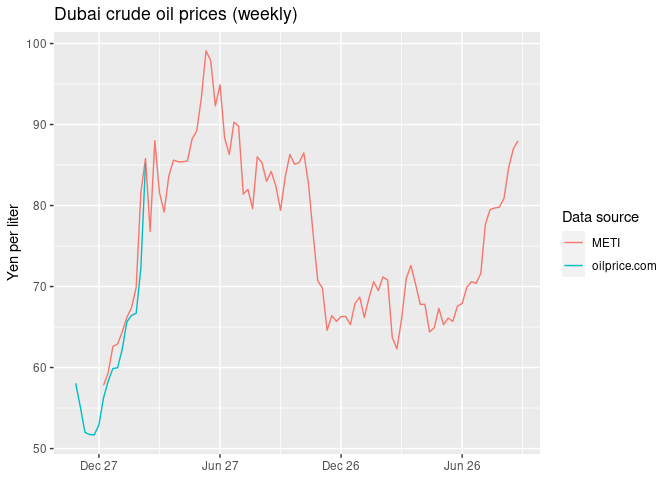 Dubai crude oil prices (weekly)
Yen per liter
100
90
80
70
60
50
Dec 27
Jun 27
Dec 26
Jun 26
Data source
METI
oilprice.com